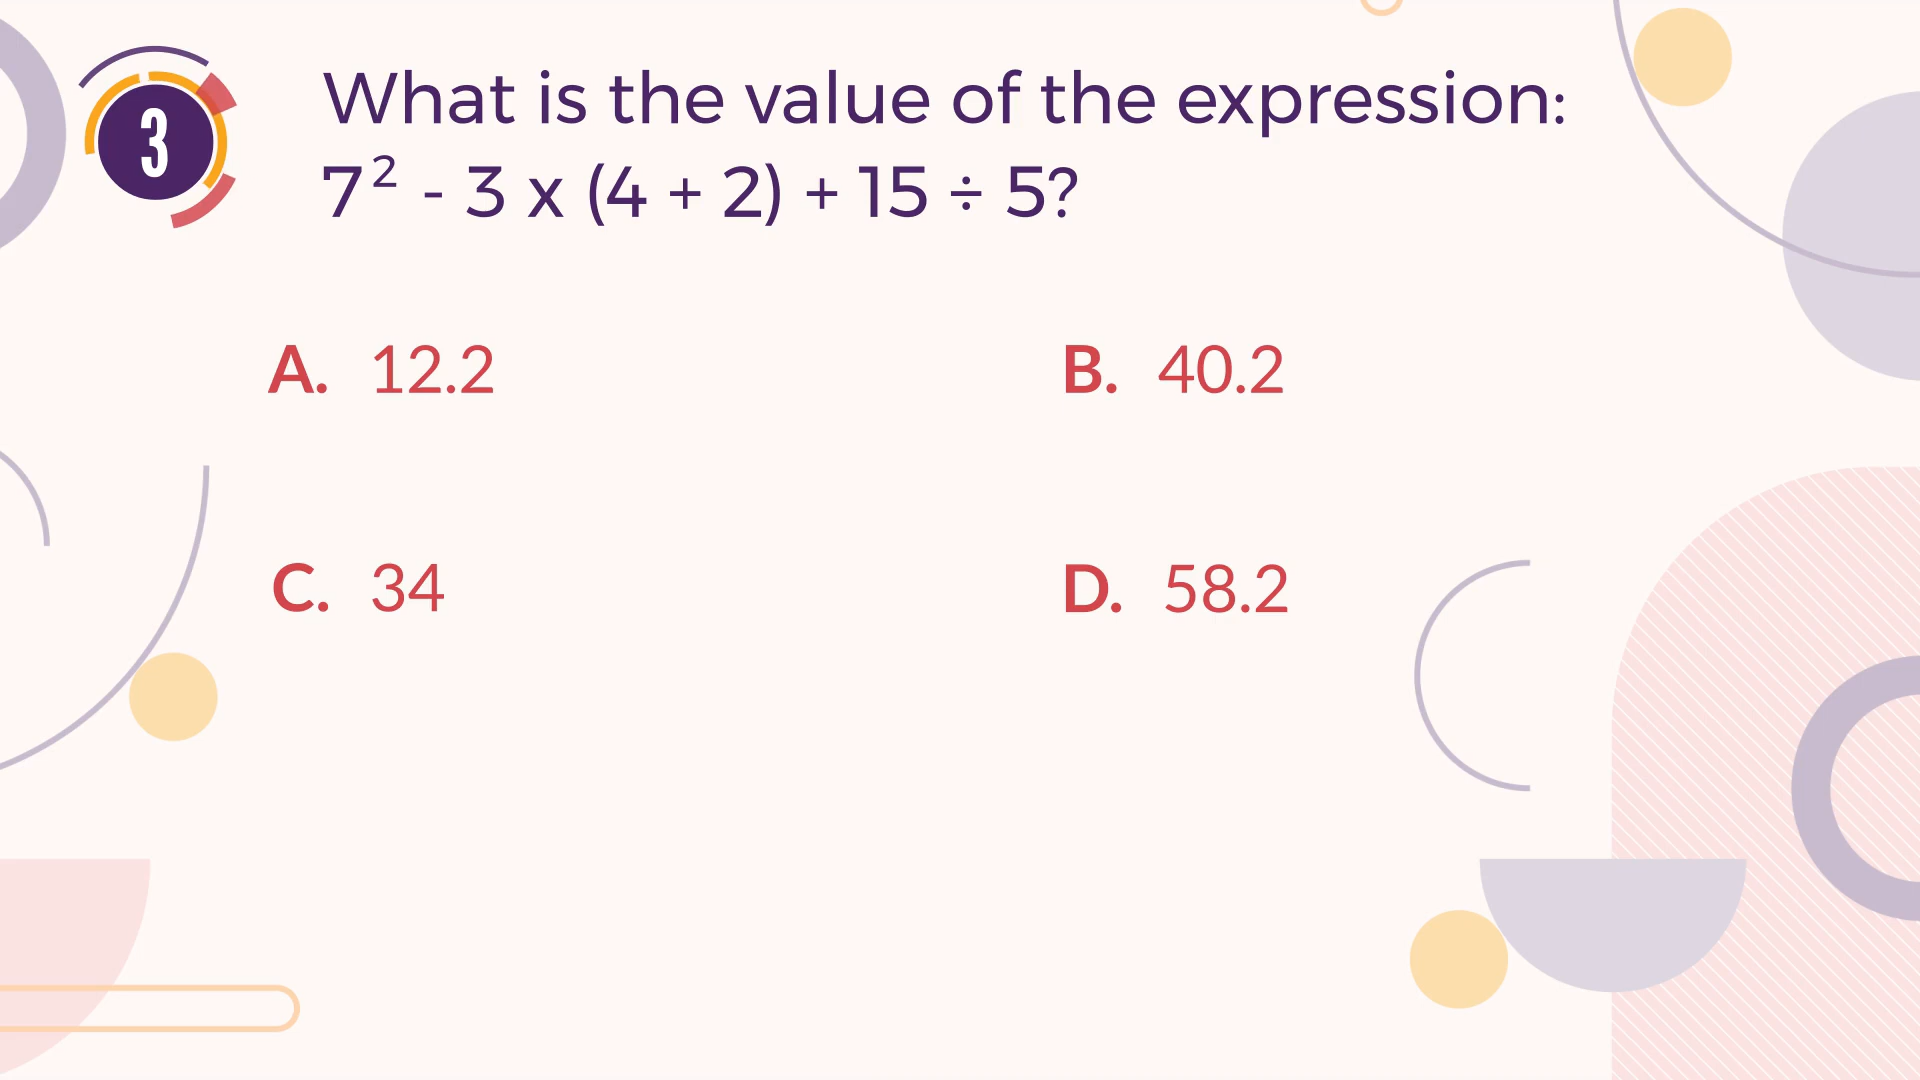 3
What is the value of the expression:
7² - 3 x (4 + 2) + 15 ÷ 5?
A. 12.2
B. 40.2
C. 34
D. 58.2